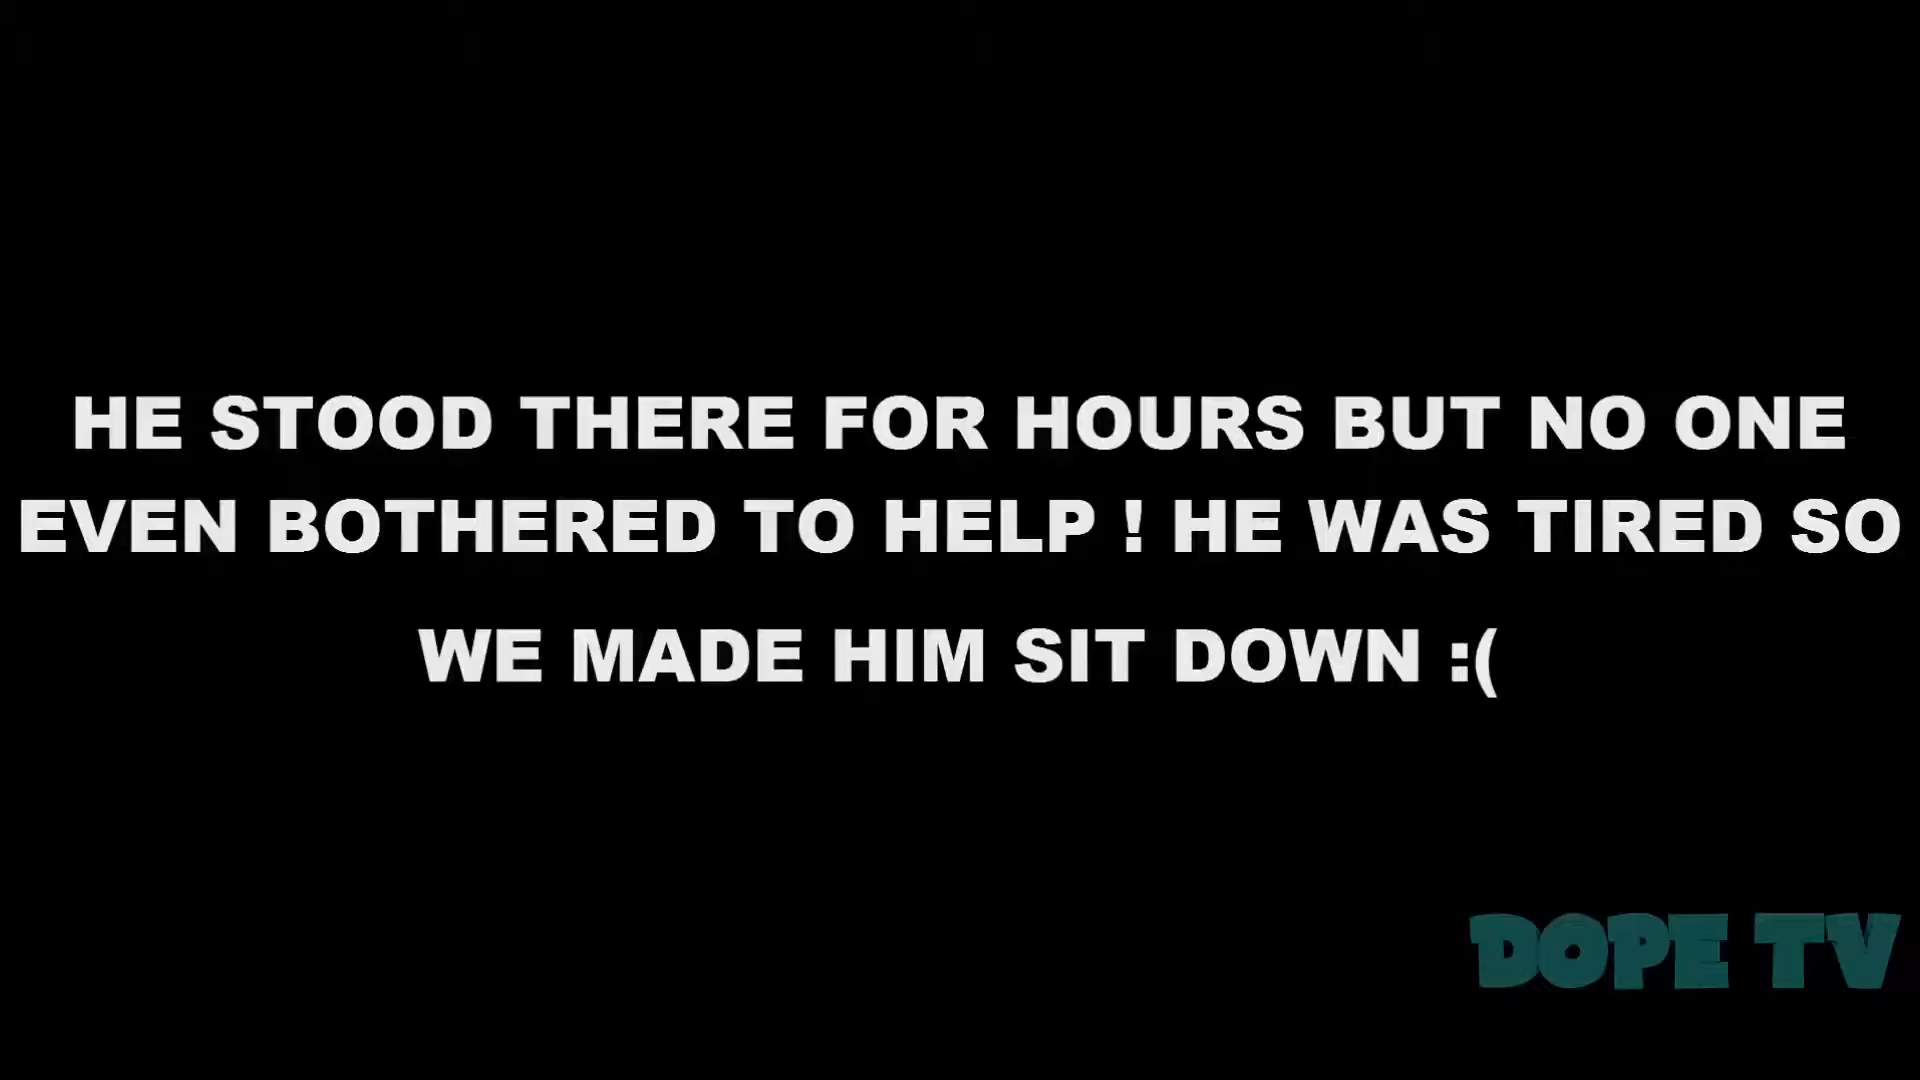 HE STOOD THERE FOR HOURS BUT NO ONE
EVEN BOTHERED TO HELP ! HE WAS TIRED SO
WE MADE HIM SIT DOWN :(
DOPE TV